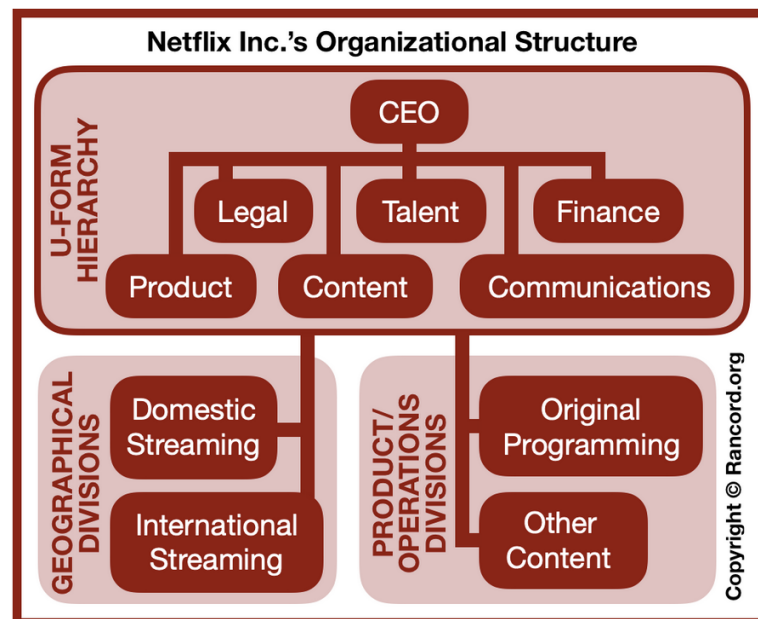 Netflix Inc.'s Organizational Structure
U-FORM
HIERARCHY
CEO
Legal
Talent
Finance
Product
Content
Communications
GEOGRAPHICAL
DIVISIONS
Domestic
Streaming
International
Streaming
PRODUCT/
OPERATIONS
DIVISIONS
Original
Programming
Other
Content
Copyright © Rancord.org